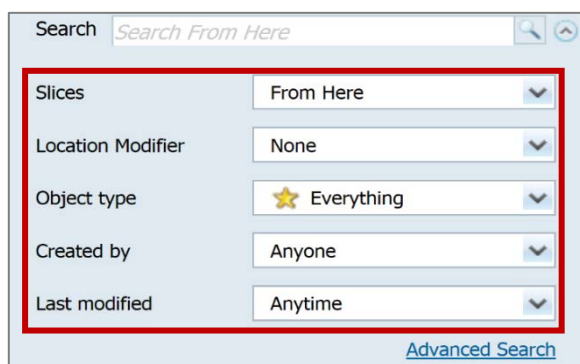 Search Search From Here
Slices From Here
Location Modifier None
Object type Everything
Created by Anyone
Last modified Anytime
Advanced Search